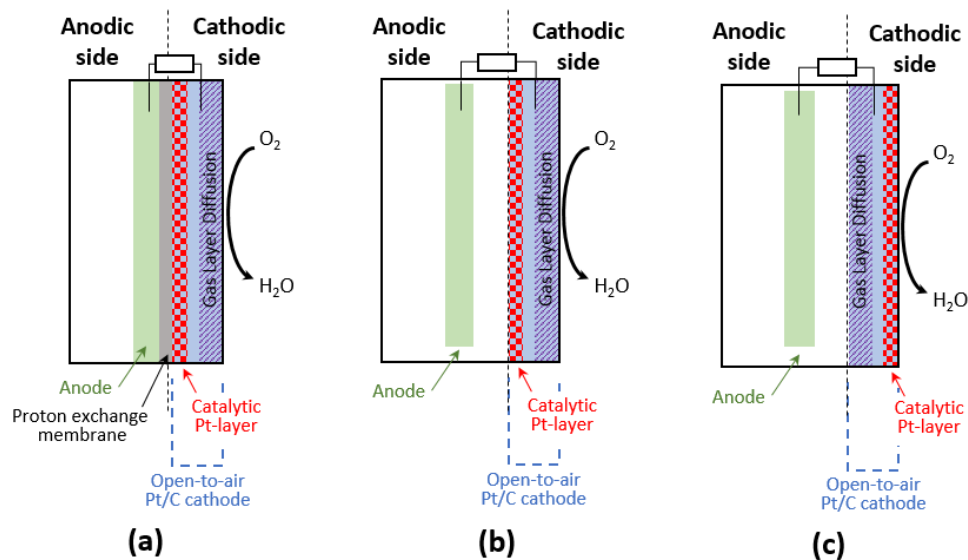 Anodic
side
Cathodic
side
Gas Layer Diffusion
O2
H2O
Anode
Proton exchange
membrane
Catalytic
Pt-layer
Open-to-air
Pt/C cathode
(a)
Anodic
side
Cathodic
side
Gas Layer Diffusion
O2
H2O
Anode
Catalytic
Pt-layer
Open-to-air
Pt/C cathode
(b)
Anodic
side
Cathodic
side
Gas Layer Diffusion
O2
H2O
Anode
Catalytic
Pt-layer
Open-to-air
Pt/C cathode
(c)